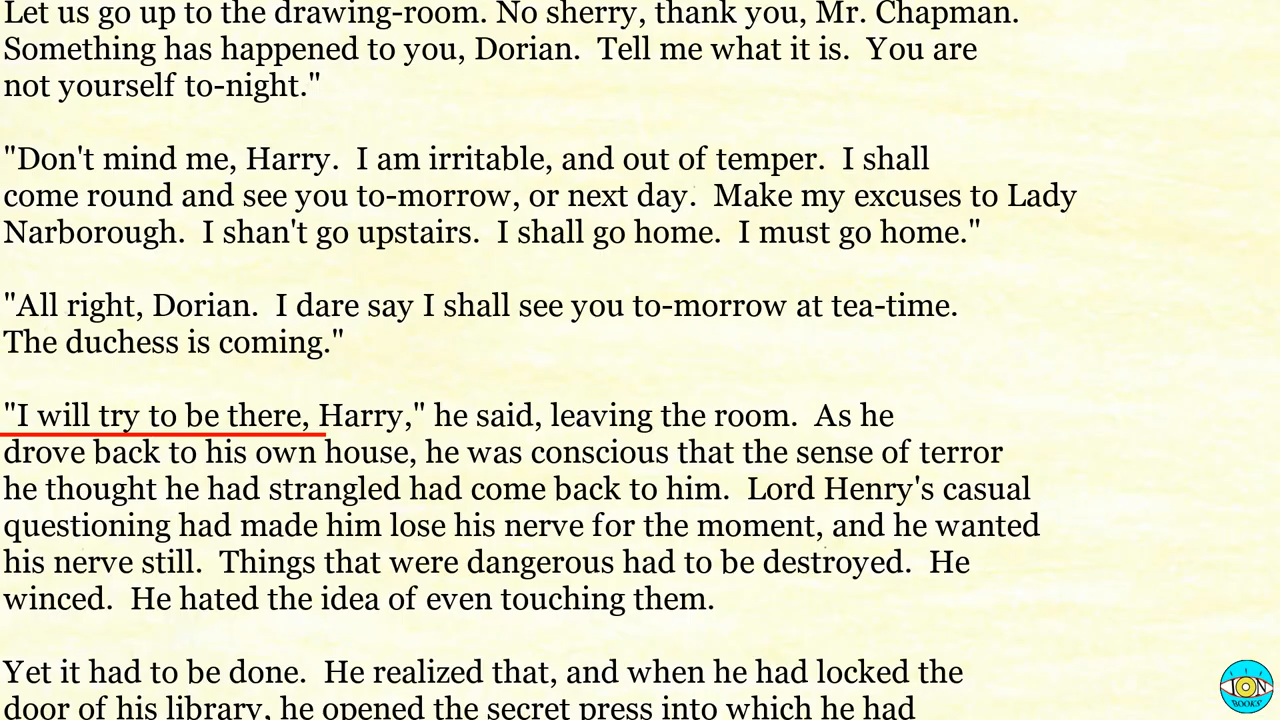 Let us go up to the drawing-room. No sherry, thank you, Mr. Chapman.
Something has happened to you, Dorian.  Tell me what it is.  You are
not yourself to-night."
"Don't mind me, Harry.  I am irritable, and out of temper.  I shall
come round and see you to-morrow, or next day.  Make my excuses to Lady
Narborough.  I shan't go upstairs.  I shall go home.  I must go home."
"All right, Dorian.  I dare say I shall see you to-morrow at tea-time.
The duchess is coming."
"I will try to be there, Harry," he said, leaving the room.  As he
drove back to his own house, he was conscious that the sense of terror
he thought he had strangled had come back to him.  Lord Henry's casual
questioning had made him lose his nerve for the moment, and he wanted
his nerve still.  Things that were dangerous had to be destroyed.  He
winced.  He hated the idea of even touching them.
Yet it had to be done.  He realized that, and when he had locked the
door of his library, he opened the secret press into which he had
ION
BOOKS